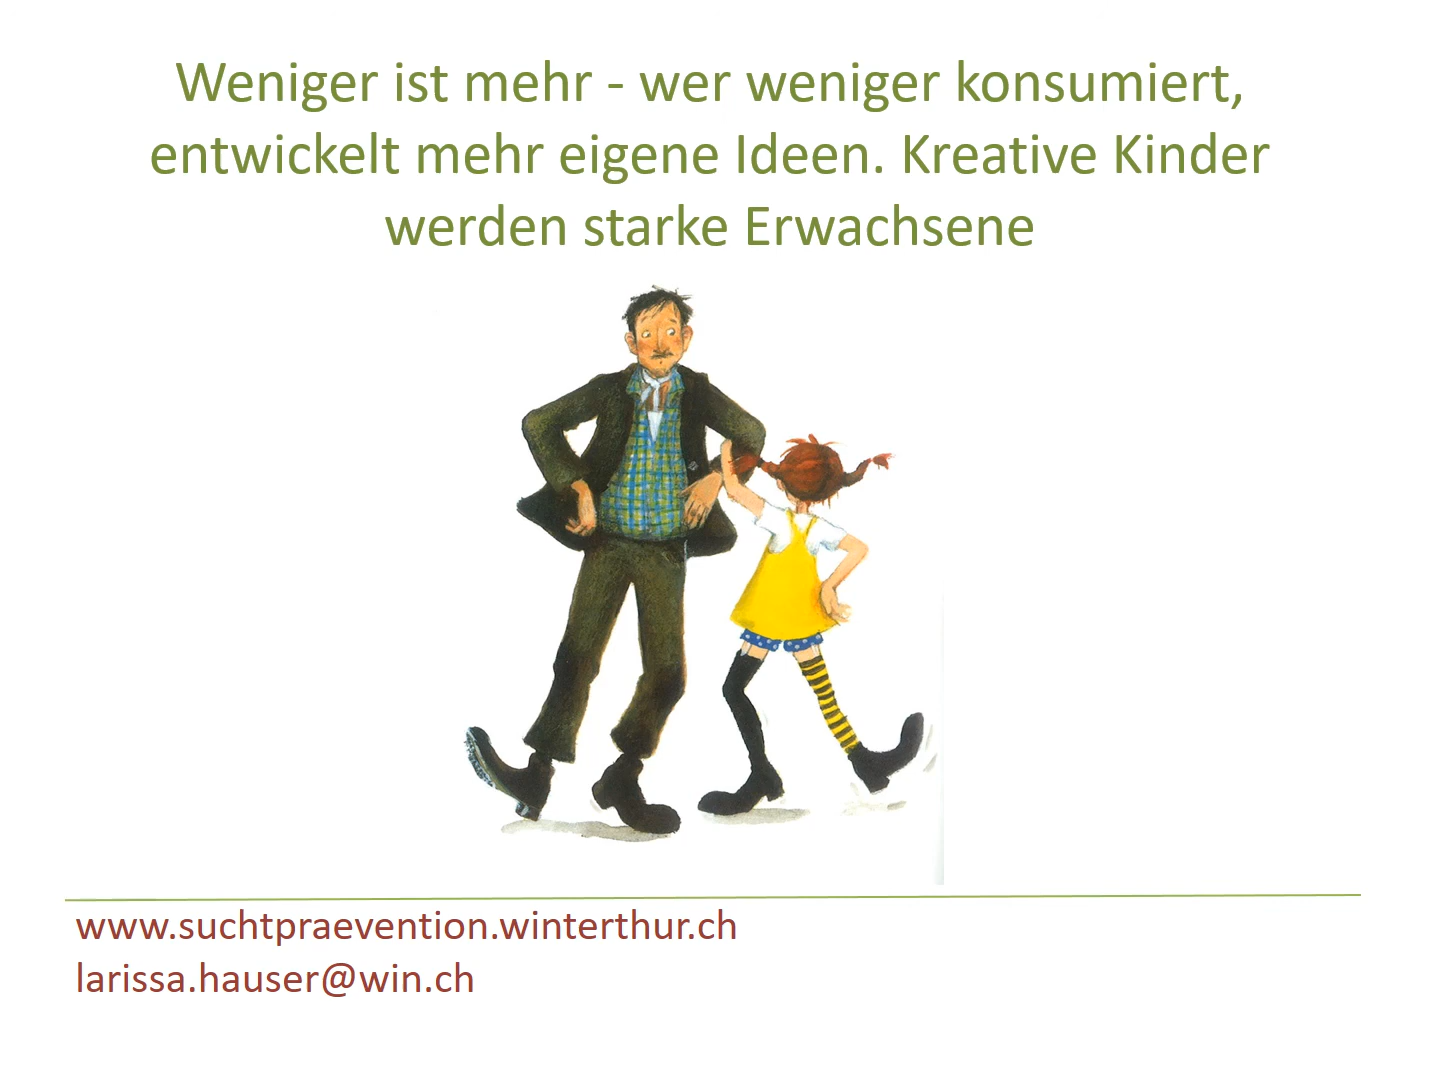 Weniger ist mehr - wer weniger konsumiert,
entwickelt mehr eigene Ideen. Kreative Kinder
werden starke Erwachsene
www.suchtpraevention.winterthur.ch
larissa.hauser@win.ch